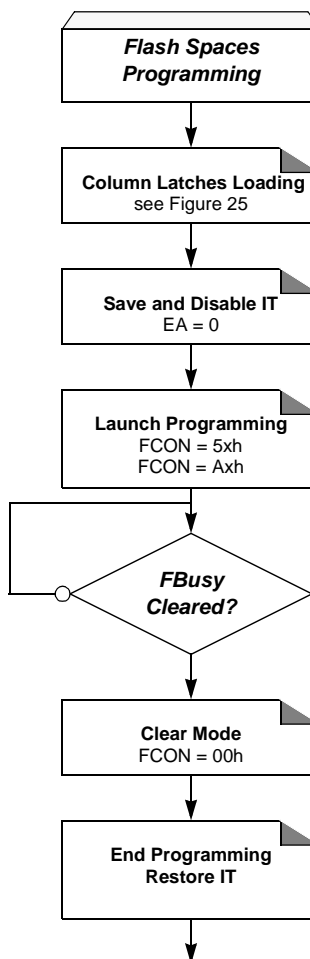 Flash Spaces
Programming
Column Latches Loading
see Figure 25
Save and Disable IT
EA = 0
Launch Programming
FCON = 5xh
FCON = Axh
FBusy
Cleared?
Clear Mode
FCON = 00h
End Programming
Restore IT